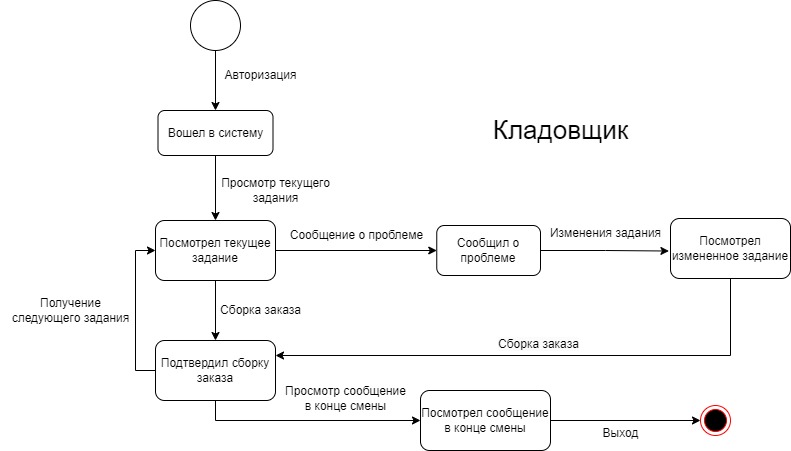 Авторизация
Вошел в систему
Кладовщик
Просмотр текущего
задания
Посмотрел текущее
задание
Сообщение о проблеме
Сообщил о
проблеме
Изменения задания
Посмотрел
измененное задание
Получение
следующего задания
Сборка заказа
Сборка заказа
Подтвердил сборку
заказа
Просмотр сообщение
в конце смены
Посмотрел сообщение
в конце смены
Выход